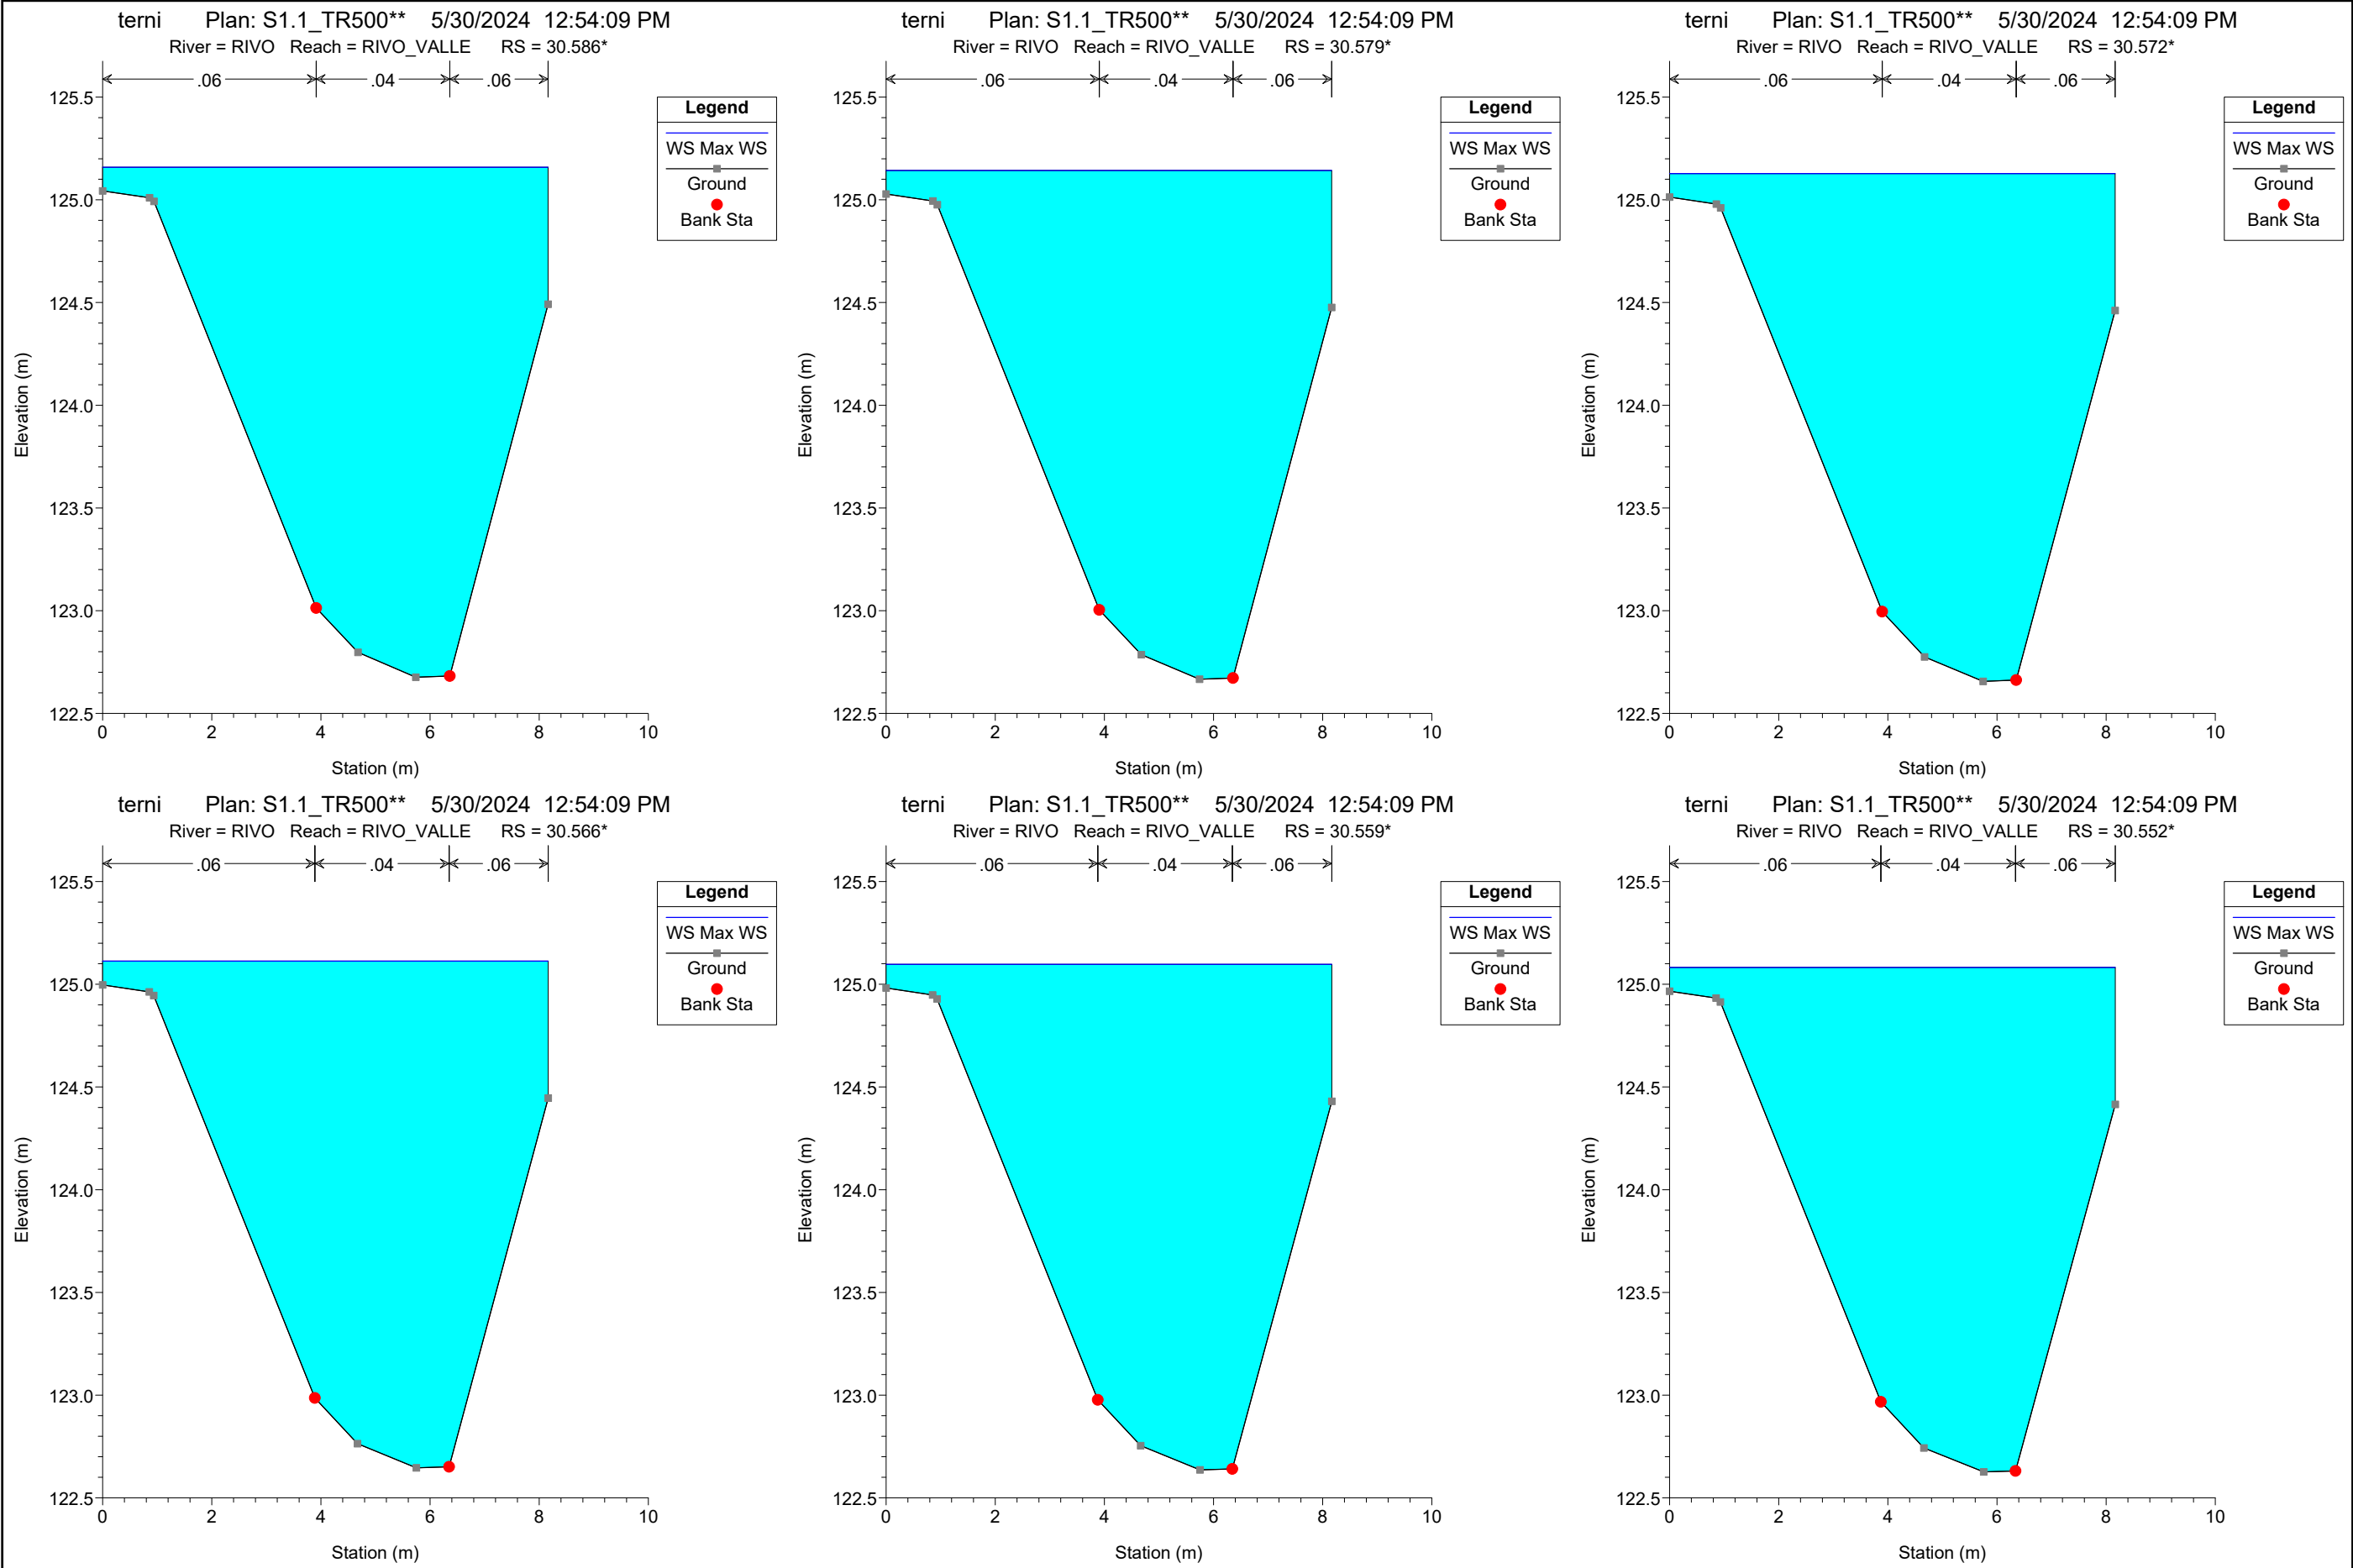 terni Plan: S1.1_TR500** 5/30/2024 12:54:09 PM
River = RIVO Reach = RIVO_VALLE RS = 30.586*
.06 .04 .06
125.5
125.0
124.5
124.0
123.5
123.0
122.5
Elevation (m)
0 2 4 6 8 10
Station (m)
Legend
WS Max WS
Ground
Bank Sta
terni Plan: S1.1_TR500** 5/30/2024 12:54:09 PM
River = RIVO Reach = RIVO_VALLE RS = 30.579*
.06 .04 .06
125.5
125.0
124.5
124.0
123.5
123.0
122.5
Elevation (m)
0 2 4 6 8 10
Station (m)
Legend
WS Max WS
Ground
Bank Sta
terni Plan: S1.1_TR500** 5/30/2024 12:54:09 PM
River = RIVO Reach = RIVO_VALLE RS = 30.572*
.06 .04 .06
125.5
125.0
124.5
124.0
123.5
123.0
122.5
Elevation (m)
0 2 4 6 8 10
Station (m)
Legend
WS Max WS
Ground
Bank Sta
terni Plan: S1.1_TR500** 5/30/2024 12:54:09 PM
River = RIVO Reach = RIVO_VALLE RS = 30.566*
.06 .04 .06
125.5
125.0
124.5
124.0
123.5
123.0
122.5
Elevation (m)
0 2 4 6 8 10
Station (m)
Legend
WS Max WS
Ground
Bank Sta
terni Plan: S1.1_TR500** 5/30/2024 12:54:09 PM
River = RIVO Reach = RIVO_VALLE RS = 30.559*
.06 .04 .06
125.5
125.0
124.5
124.0
123.5
123.0
122.5
Elevation (m)
0 2 4 6 8 10
Station (m)
Legend
WS Max WS
Ground
Bank Sta
terni Plan: S1.1_TR500** 5/30/2024 12:54:09 PM
River = RIVO Reach = RIVO_VALLE RS = 30.552*
.06 .04 .06
125.5
125.0
124.5
124.0
123.5
123.0
122.5
Elevation (m)
0 2 4 6 8 10
Station (m)
Legend
WS Max WS
Ground
Bank Sta